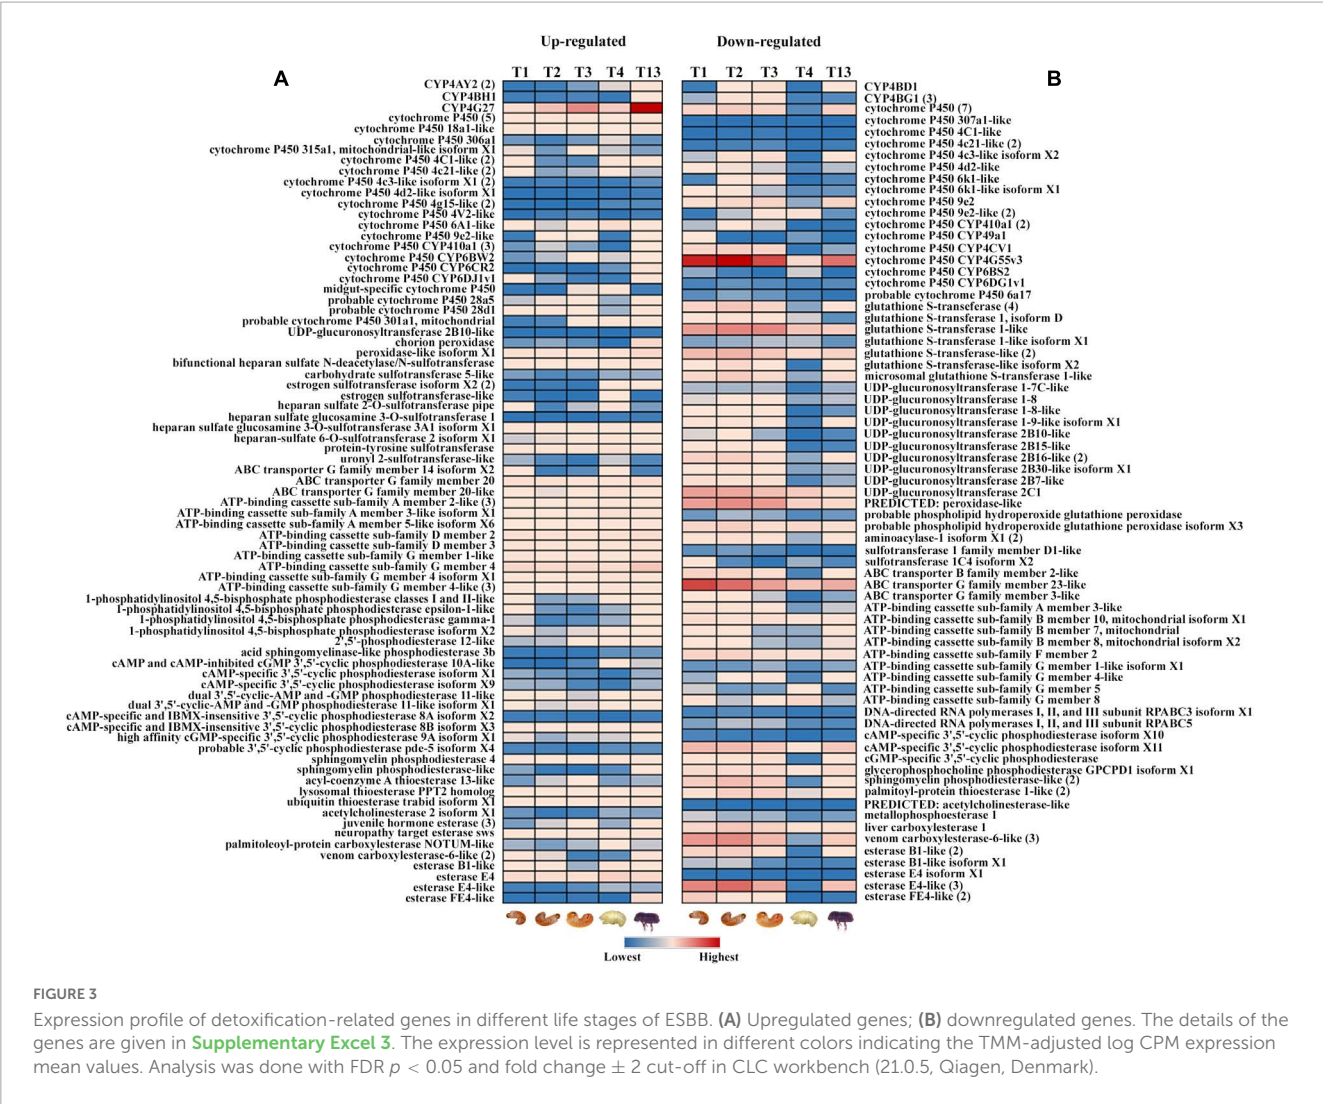 Up-regulated
Down-regulated
A
B
T1 T2 T3 T4 T13
T1 T2 T3 T4 T13
CYP4AY2 (2)
CYP4BH1
CYP4G27
cytochrome P450 (5)
cytochrome P450 18a1-like
cytochrome P450 306a1
cytochrome P450 315a1, mitochondrial-like isoform X1
cytochrome P450 4C1-like (2)
cytochrome P450 4c21-like (2)
cytochrome P450 4c3-like isoform X1 (2)
cytochrome P450 4d2-like isoform X1
cytochrome P450 4g15-like (2)
cytochrome P450 4V2-like
cytochrome P450 6A1-like
cytochrome P450 9e2-like
cytochrome P450 CYP410a1 (3)
cytochrome P450 CYP6BW2
cytochrome P450 CYP6CR2
cytochrome P450 CYP6DJ1v1
midgut-specific cytochrome P450
probable cytochrome P450 28a5
probable cytochrome P450 28d1
probable cytochrome P450 301a1, mitochondrial
UDP-glucuronosyltransferase 2B10-like
chorion peroxidase
peroxidase-like isoform X1
bifunctional heparan sulfate N-deacetylase/N-sulfotransferase
carbohydrate sulfotransferase 5-like
estrogen sulfotransferase isoform X2 (2)
estrogen sulfotransferase-like
heparan sulfate 2-O-sulfotransferase pipe
heparan sulfate glucosamine 3-O-sulfotransferase 1
heparan sulfate glucosamine 3-O-sulfotransferase 3A1 isoform X1
heparan-sulfate 6-O-sulfotransferase 2 isoform X1
protein-tyrosine sulfotransferase
uronyl 2-sulfotransferase-like
ABC transporter G family member 14 isoform X2
ABC transporter G family member 20
ABC transporter G family member 20-like
ATP-binding cassette sub-family A member 2-like (3)
ATP-binding cassette sub-family A member 3-like isoform X1
ATP-binding cassette sub-family A member 5-like isoform X6
ATP-binding cassette sub-family D member 2
ATP-binding cassette sub-family D member 3
ATP-binding cassette sub-family G member 1-like
ATP-binding cassette sub-family G member 4
ATP-binding cassette sub-family G member 4 isoform X1
ATP-binding cassette sub-family G member 4-like (3)
1-phosphatidylinositol 4,5-bisphosphate phosphodiesterase classes I and II-like
1-phosphatidylinositol 4,5-bisphosphate phosphodiesterase epsilon-1-like
1-phosphatidylinositol 4,5-bisphosphate phosphodiesterase gamma-1
1-phosphatidylinositol 4,5-bisphosphate phosphodiesterase isoform X2
2',5'-phosphodiesterase 12-like
acid sphingomyelinase-like phosphodiesterase 3b
cAMP and cAMP-inhibited cGMP 3',5'-cyclic phosphodiesterase 10A-like
cAMP-specific 3',5'-cyclic phosphodiesterase isoform X1
cAMP-specific 3',5'-cyclic phosphodiesterase isoform X9
dual 3',5'-cyclic-AMP and -GMP phosphodiesterase 11-like
dual 3',5'-cyclic-AMP and -GMP phosphodiesterase 11-like isoform X1
cAMP-specific and IBMX-insensitive 3',5'-cyclic phosphodiesterase 8A isoform X2
cAMP-specific and IBMX-insensitive 3',5'-cyclic phosphodiesterase 8B isoform X3
high affinity cGMP-specific 3',5'-cyclic phosphodiesterase 9A isoform X1
probable 3',5'-cyclic phosphodiesterase pde-5 isoform X4
sphingomyelin phosphodiesterase 4
sphingomyelin phosphodiesterase-like
acyl-coenzyme A thioesterase 13-like
lysosomal thioesterase PPT2 homolog
ubiquitin thioesterase trabid isoform X1
acetylcholinesterase 2 isoform X1
juvenile hormone esterase (3)
neuropathy target esterase sws
palmitoleoyl-protein carboxylesterase NOTUM-like
venom carboxylesterase-6-like (2)
esterase B1-like
esterase E4
esterase E4-like
esterase FE4-like
CYP4BD1
CYP4BG1 (3)
cytochrome P450 (7)
cytochrome P450 307a1-like
cytochrome P450 4C1-like
cytochrome P450 4c21-like (2)
cytochrome P450 4c3-like isoform X2
cytochrome P450 4d2-like
cytochrome P450 6k1-like
cytochrome P450 6k1-like isoform X1
cytochrome P450 9e2
cytochrome P450 9e2-like (2)
cytochrome P450 CYP410a1 (2)
cytochrome P450 CYP49a1
cytochrome P450 CYP4CV1
cytochrome P450 CYP4G55v3
cytochrome P450 CYP6BS2
cytochrome P450 CYP6DG1v1
probable cytochrome P450 6a17
glutathione S-transeferase (4)
glutathione S-transferase 1, isoform D
glutathione S-transferase 1-like
glutathione S-transferase 1-like isoform X1
glutathione S-transferase-like (2)
glutathione S-transferase-like isoform X2
microsomal glutathione S-transferase 1-like
UDP-glucuronosyltransferase 1-7C-like
UDP-glucuronosyltransferase 1-8
UDP-glucuronosyltransferase 1-8-like
UDP-glucuronosyltransferase 1-9-like isoform X1
UDP-glucuronosyltransferase 2B10-like
UDP-glucuronosyltransferase 2B15-like
UDP-glucuronosyltransferase 2B16-like (2)
UDP-glucuronosyltransferase 2B30-like isoform X1
UDP-glucuronosyltransferase 2B7-like
UDP-glucuronosyltransferase 2C1
PREDICTED: peroxidase-like
probable phospholipid hydroperoxide glutathione peroxidase
probable phospholipid hydroperoxide glutathione peroxidase isoform X3
aminoacylase-1 isoform X1 (2)
sulfotransferase 1 family member D1-like
sulfotransferase 1C4 isoform X2
ABC transporter B family member 2-like
ABC transporter G family member 23-like
ABC transporter G family member 3-like
ATP-binding cassette sub-family A member 3-like
ATP-binding cassette sub-family B member 10, mitochondrial isoform X1
ATP-binding cassette sub-family B member 7, mitochondrial
ATP-binding cassette sub-family B member 8, mitochondrial isoform X2
ATP-binding cassette sub-family F member 2
ATP-binding cassette sub-family G member 1-like isoform X1
ATP-binding cassette sub-family G member 4-like
ATP-binding cassette sub-family G member 5
ATP-binding cassette sub-family G member 8
DNA-directed RNA polymerases I, II, and III subunit RPABC3 isoform X1
DNA-directed RNA polymerases I, II, and III subunit RPABC5
cAMP-specific 3',5'-cyclic phosphodiesterase isoform X10
cAMP-specific 3',5'-cyclic phosphodiesterase isoform X11
cGMP-specific 3',5'-cyclic phosphodiesterase
glycerophosphocholine phosphodiesterase GPCPD1 isoform X1
sphingomyelin phosphodiesterase-like (2)
palmitoyl-protein thioesterase 1-like (2)
PREDICTED: acetylcholinesterase-like
metallophosphoesterase 1
liver carboxylesterase 1
venom carboxylesterase-6-like (3)
esterase B1-like (2)
esterase B1-like isoform X1
esterase E4 isoform X1
esterase E4-like (3)
esterase FE4-like (2)
Lowest Highest
FIGURE 3
Expression profile of detoxification-related genes in different life stages of ESBB. (A) Upregulated genes; (B) downregulated genes. The details of the
genes are given in Supplementary Excel 3. The expression level is represented in different colors indicating the TMM-adjusted log CPM expression
mean values. Analysis was done with FDR p < 0.05 and fold change ± 2 cut-off in CLC workbench (21.0.5, Qiagen, Denmark).